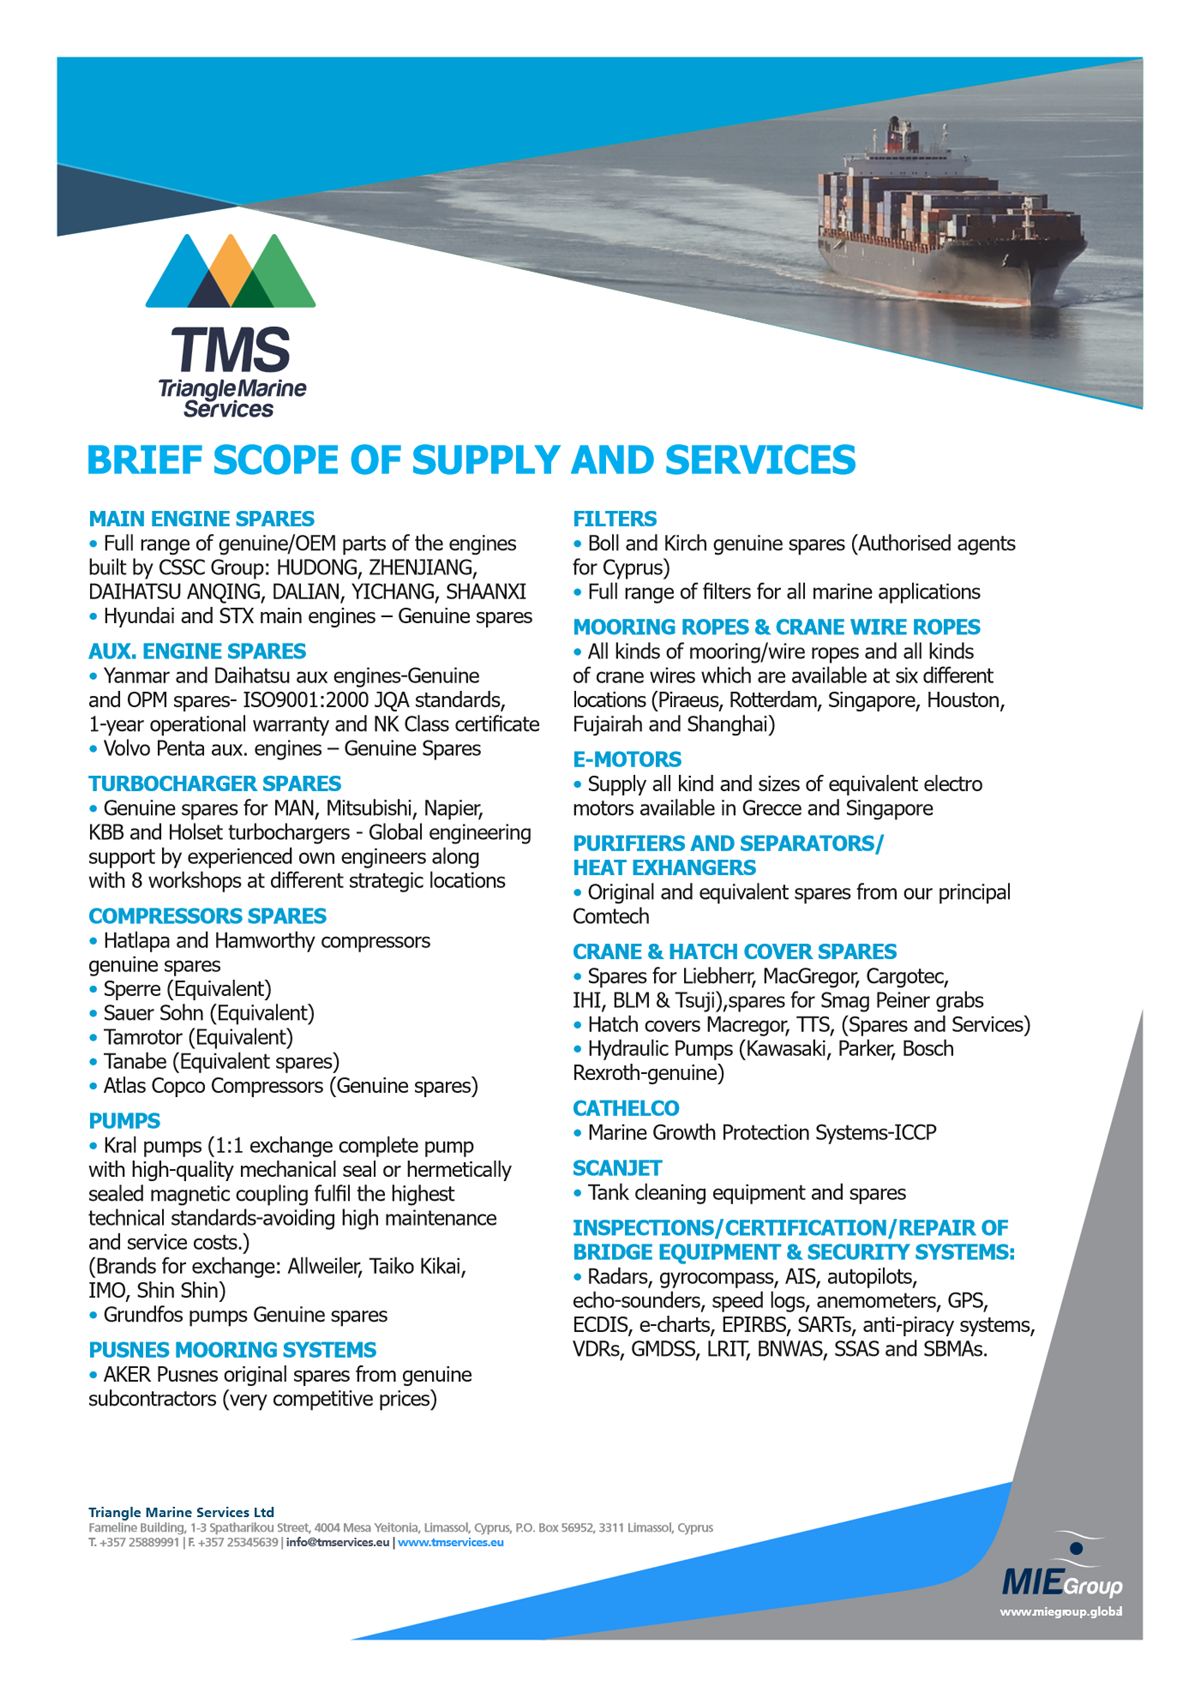 TMS
Triangle Marine
Services
BRIEF SCOPE OF SUPPLY AND SERVICES
MAIN ENGINE SPARES
• Full range of genuine/OEM parts of the engines
built by CSSC Group: HUDONG, ZHENJIANG,
DAIHATSU ANQING, DALIAN, YICHANG, SHAANXI
• Hyundai and STX main engines – Genuine spares
AUX. ENGINE SPARES
• Yanmar and Daihatsu aux engines-Genuine
and OPM spares- ISO9001:2000 JQA standards,
1-year operational warranty and NK Class certificate
• Volvo Penta aux. engines – Genuine Spares
TURBOCHARGER SPARES
• Genuine spares for MAN, Mitsubishi, Napier,
KBB and Holset turbochargers - Global engineering
support by experienced own engineers along
with 8 workshops at different strategic locations
COMPRESSORS SPARES
• Hatlapa and Hamworthy compressors
genuine spares
• Sperre (Equivalent)
• Sauer Sohn (Equivalent)
• Tamrotor (Equivalent)
• Tanabe (Equivalent spares)
• Atlas Copco Compressors (Genuine spares)
PUMPS
• Kral pumps (1:1 exchange complete pump
with high-quality mechanical seal or hermetically
sealed magnetic coupling fulfil the highest
technical standards-avoiding high maintenance
and service costs.)
(Brands for exchange: Allweiler, Taiko Kikai,
IMO, Shin Shin)
• Grundfos pumps Genuine spares
PUSNES MOORING SYSTEMS
• AKER Pusnes original spares from genuine
subcontractors (very competitive prices)
FILTERS
• Boll and Kirch genuine spares (Authorised agents
for Cyprus)
• Full range of filters for all marine applications
MOORING ROPES & CRANE WIRE ROPES
• All kinds of mooring/wire ropes and all kinds
of crane wires which are available at six different
locations (Piraeus, Rotterdam, Singapore, Houston,
Fujairah and Shanghai)
E-MOTORS
• Supply all kind and sizes of equivalent electro
motors available in Grecce and Singapore
PURIFIERS AND SEPARATORS/
HEAT EXHANGERS
• Original and equivalent spares from our principal
Comtech
CRANE & HATCH COVER SPARES
• Spares for Liebherr, MacGregor, Cargotec,
IHI, BLM & Tsuji),spares for Smag Peiner grabs
• Hatch covers Macregor, TTS, (Spares and Services)
• Hydraulic Pumps (Kawasaki, Parker, Bosch
Rexroth-genuine)
CATHELCO
• Marine Growth Protection Systems-ICCP
SCANJET
• Tank cleaning equipment and spares
INSPECTIONS/CERTIFICATION/REPAIR OF
BRIDGE EQUIPMENT & SECURITY SYSTEMS:
• Radars, gyrocompass, AIS, autopilots,
echo-sounders, speed logs, anemometers, GPS,
ECDIS, e-charts, EPIRBS, SARTs, anti-piracy systems,
VDRs, GMDSS, LRIT, BNWAS, SSAS and SBMAs.
Triangle Marine Services Ltd
Fameline Building, 1-3 Spatharikou Street, 4004 Mesa Yeitonia, Limassol, Cyprus, P.O. Box 56952, 3311 Limassol, Cyprus
T. +357 25889991 | F. +357 25345639 | info@tmservices.eu | www.tmservices.eu
MIE Group
www.miegroup.global